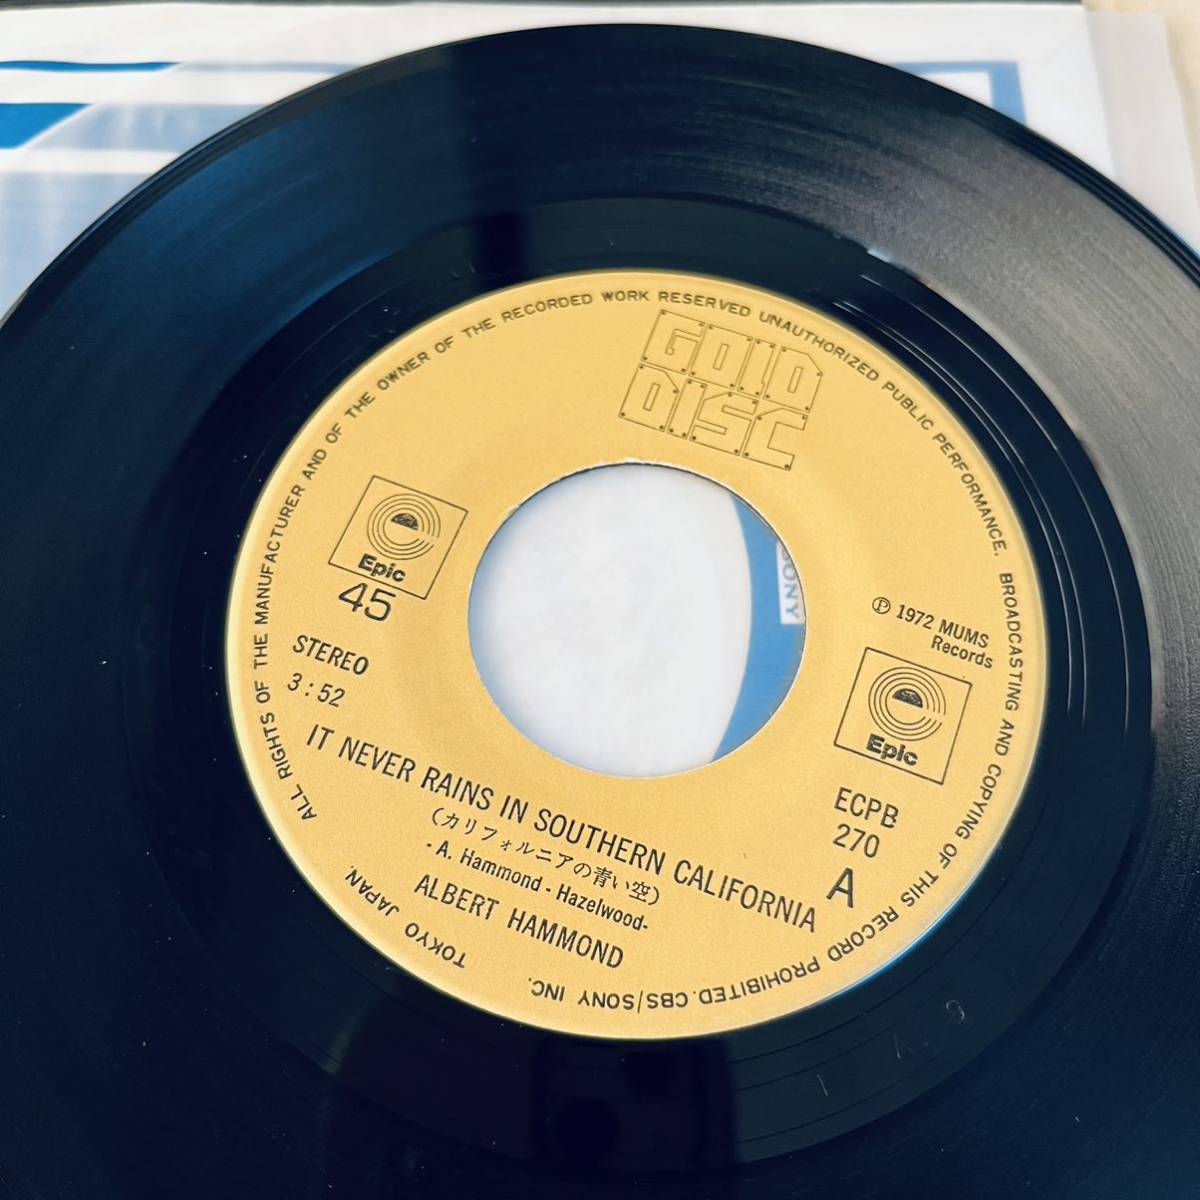 ALL RIGHTS OF THE MANUFACTURER AND OF THE OWNER OF THE RECORDED WORK RESERVED UNAUTHORIZED PUBLIC PERFORMANCE. BROADCASTING AND COPYING OF THIS RECORD PROHIBITED. CBS/SONY INC. TOKYO JAPAN.
GOLD
DISC
Epic
45
STEREO
3:52
SONY
℗ 1972 MUMS
Records
Epic
ECPB
270
A
IT NEVER RAINS IN SOUTHERN CALIFORNIA
(カリフォルニアの青い空)
-A. Hammond - Hazelwood-
ALBERT HAMMOND